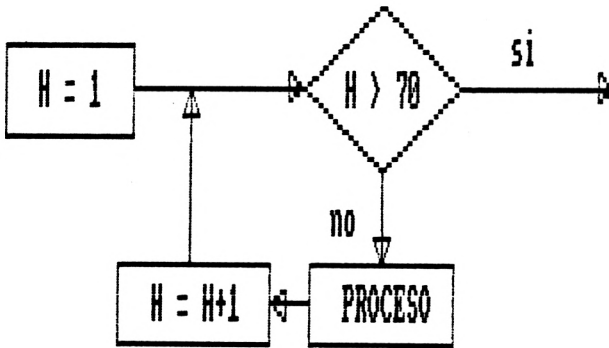 si
H = 1
H > 70
no
H = H+1
PROCESO